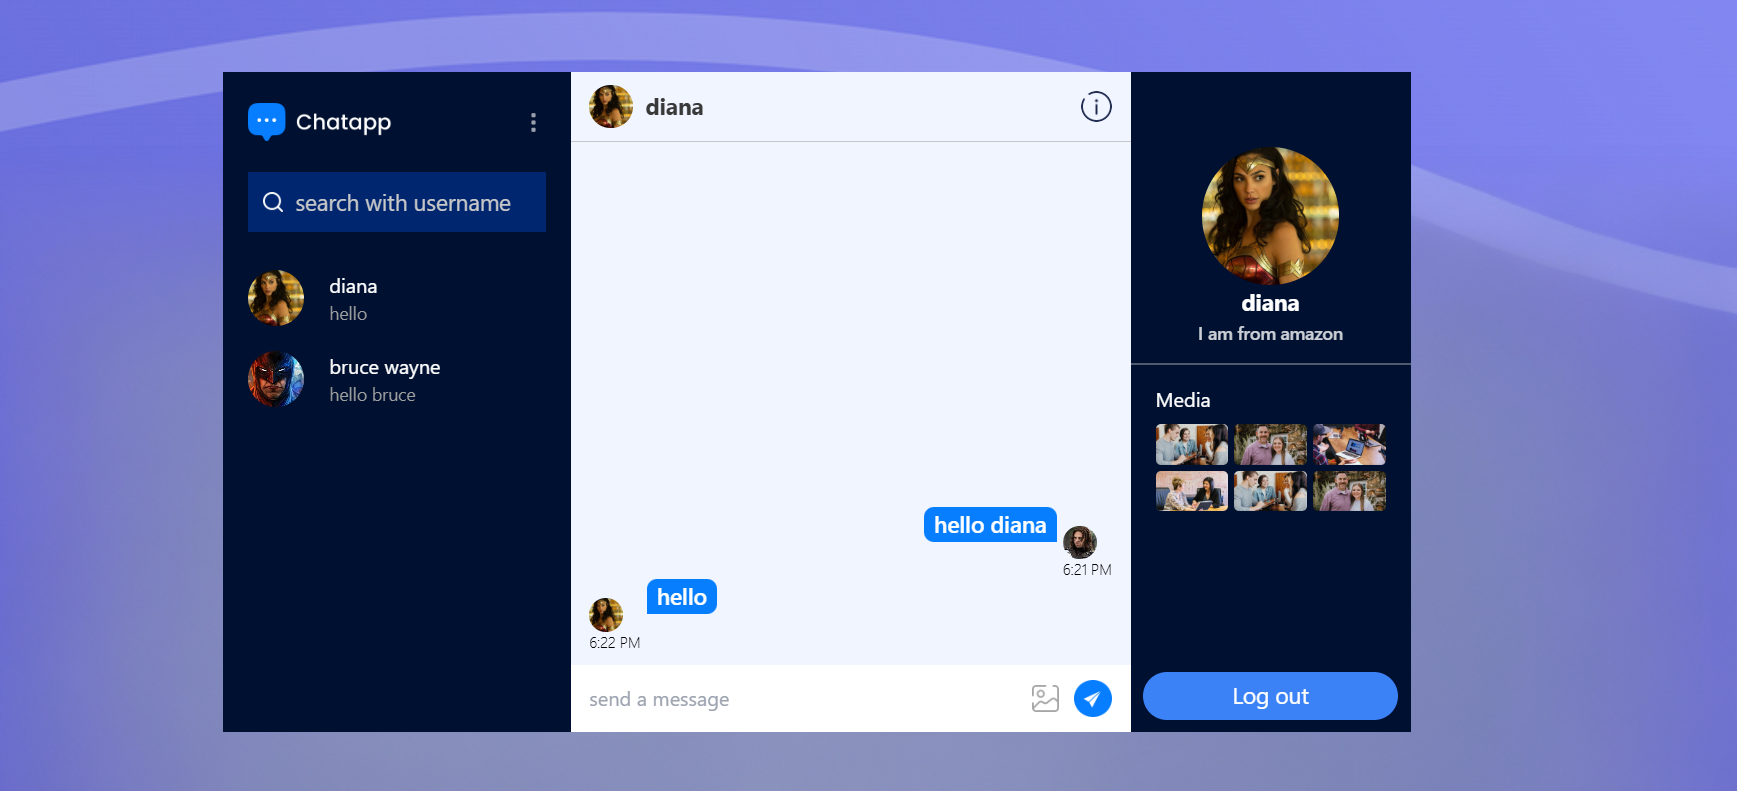 Chatapp
search with username
diana
hello
bruce wayne
hello bruce
diana
hello diana
6:21 PM
hello
6:22 PM
send a message
diana
I am from amazon
Media
Log out